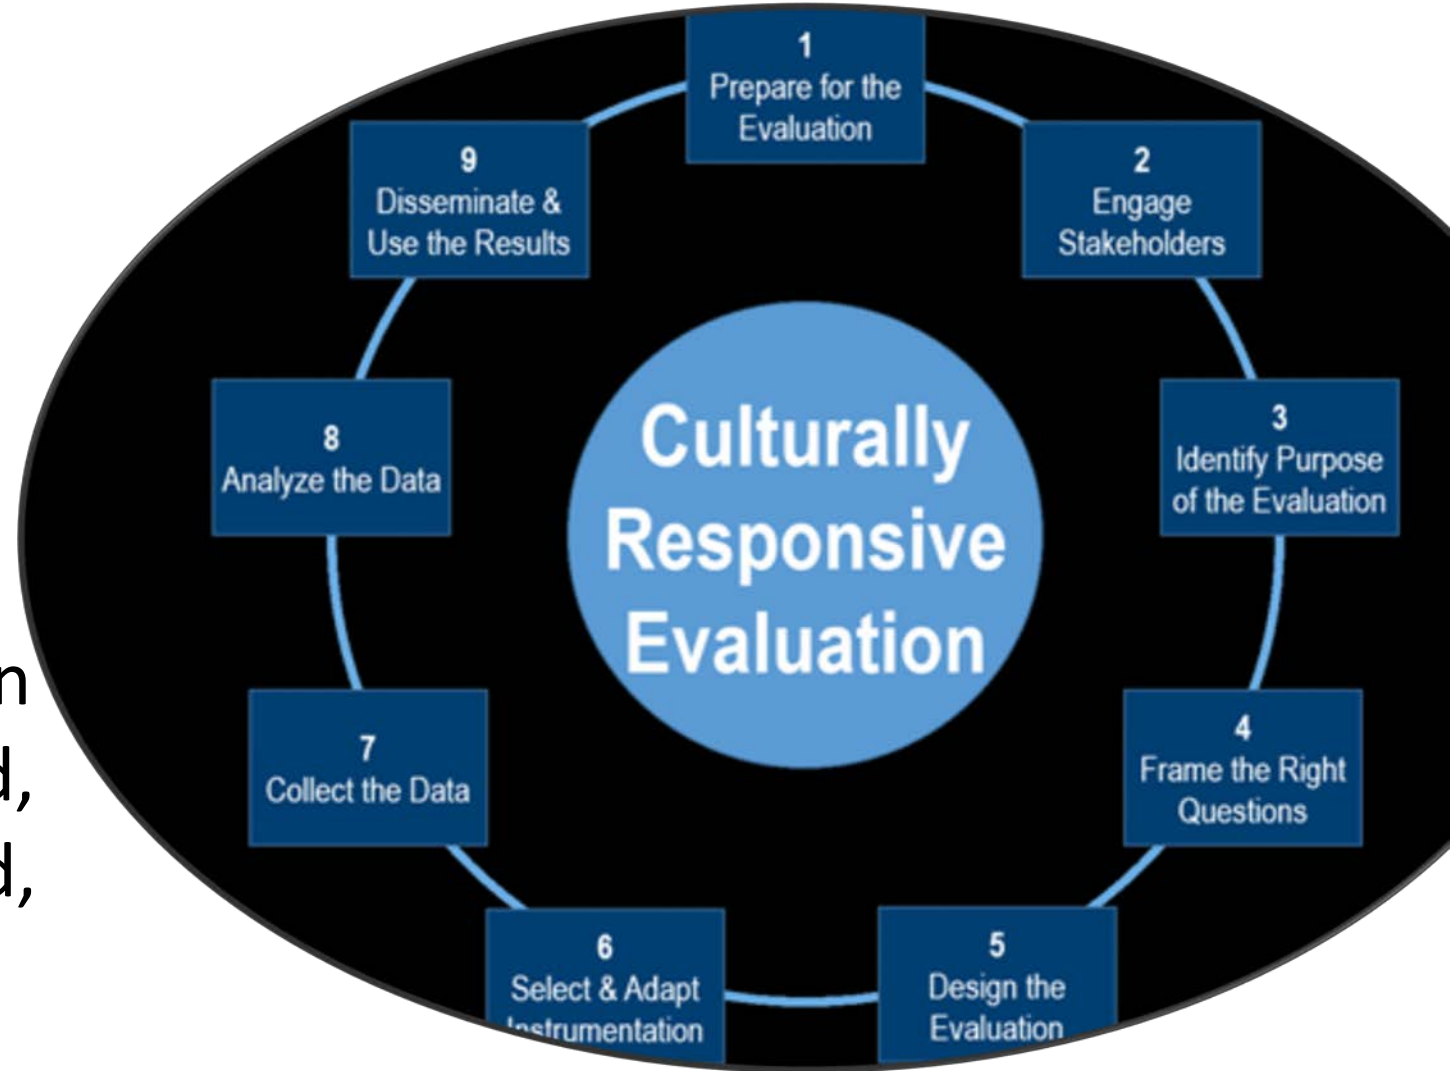 1
Prepare for the
Evaluation
2
Engage
Stakeholders
3
Identify Purpose
of the Evaluation
4
Frame the Right
Questions
5
Design the
Evaluation
6
Select & Adapt
Instrumentation
7
Collect the Data
8
Analyze the Data
9
Disseminate &
Use the Results
Culturally
Responsive
Evaluation